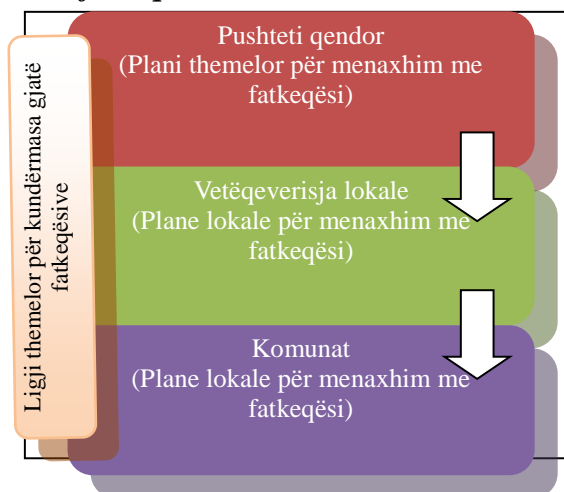 Ligji themelor për kundërmasa gjatë
fatkeqësive
Pushteti qendor
(Plani themelor për menaxhim me
fatkeqësi)
Vetëqeverisja lokale
(Plane lokale për menaxhim me
fatkeqësi)
Komunat
(Plane lokale për menaxhim me
fatkeqësi)